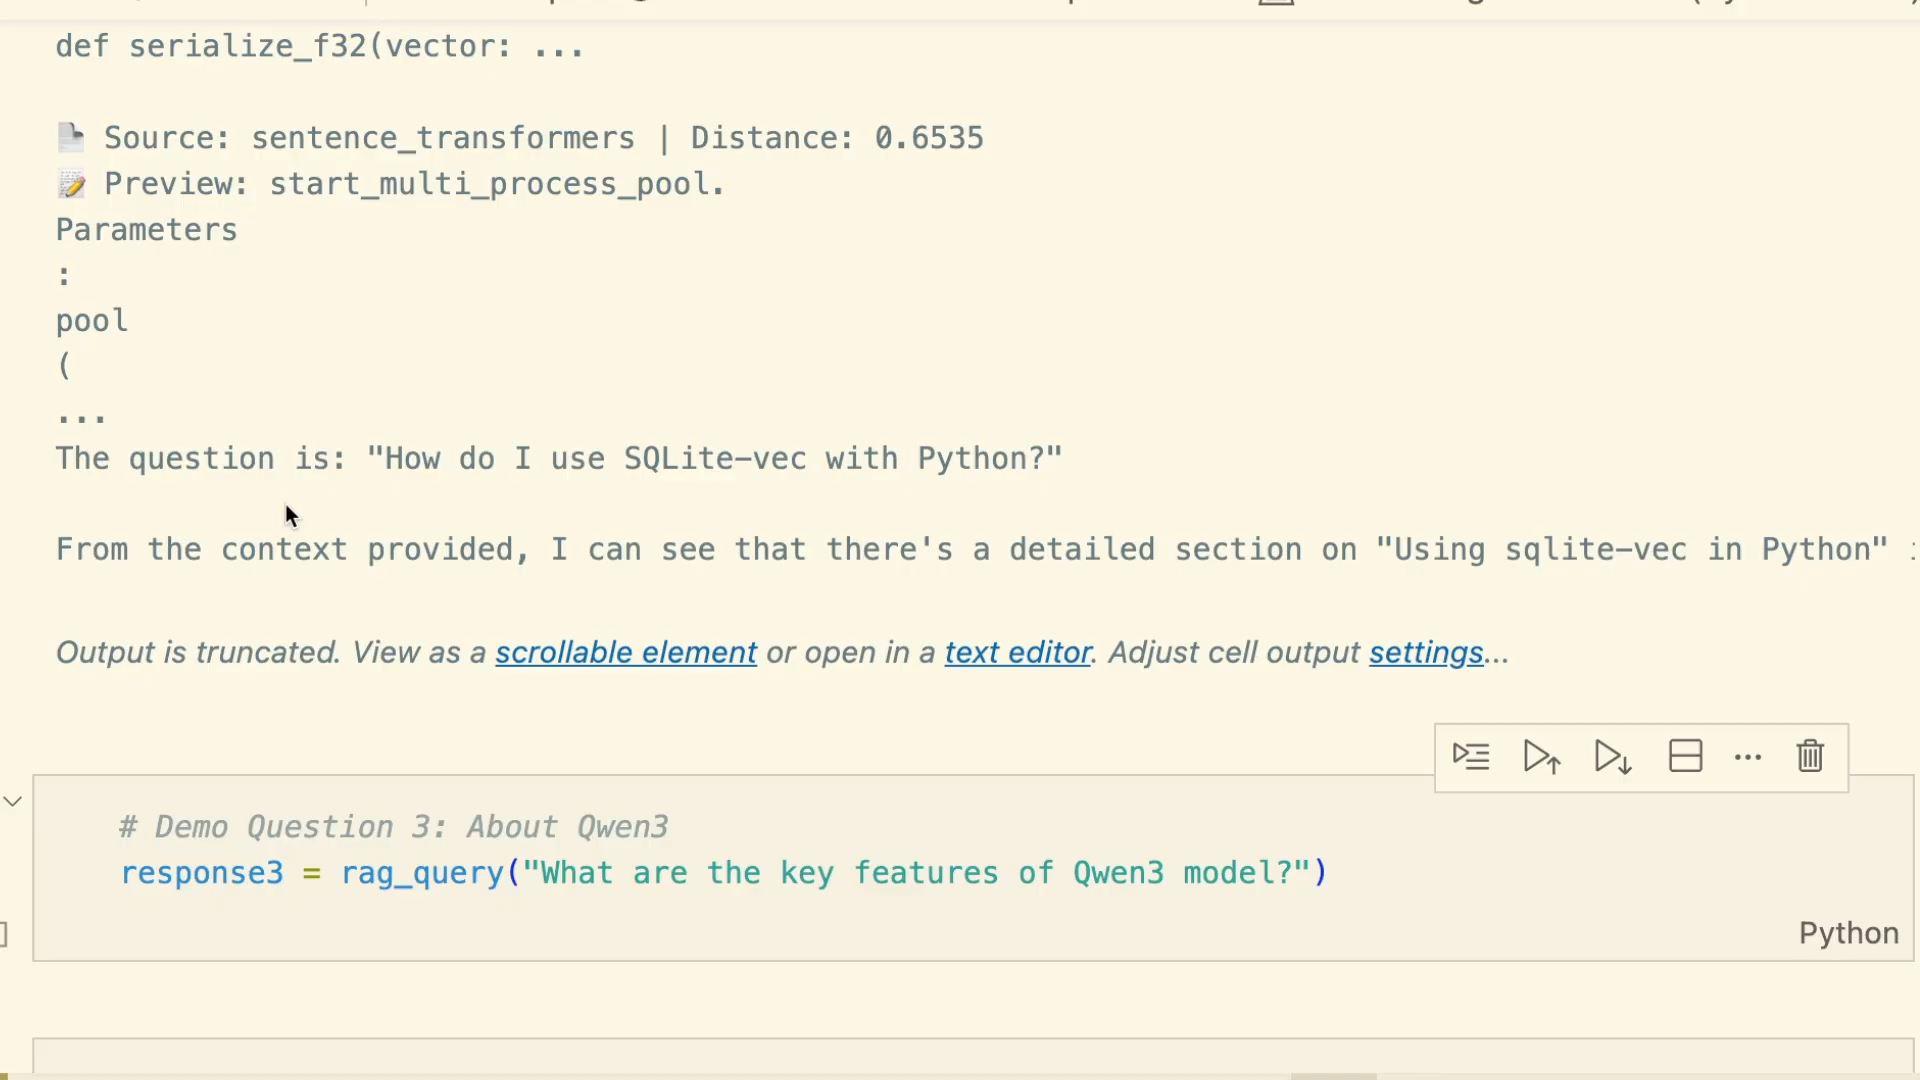 def serialize_f32(vector: ...
Source: sentence_transformers | Distance: 0.6535
Preview: start_multi_process_pool.
Parameters
:
pool
(
...
The question is: "How do I use SQLite-vec with Python?"
From the context provided, I can see that there's a detailed section on "Using sqlite-vec in Python"
Output is truncated. View as a scrollable element or open in a text editor. Adjust cell output settings...
# Demo Question 3: About Qwen3
response3 = rag_query("What are the key features of Qwen3 model?")
Python